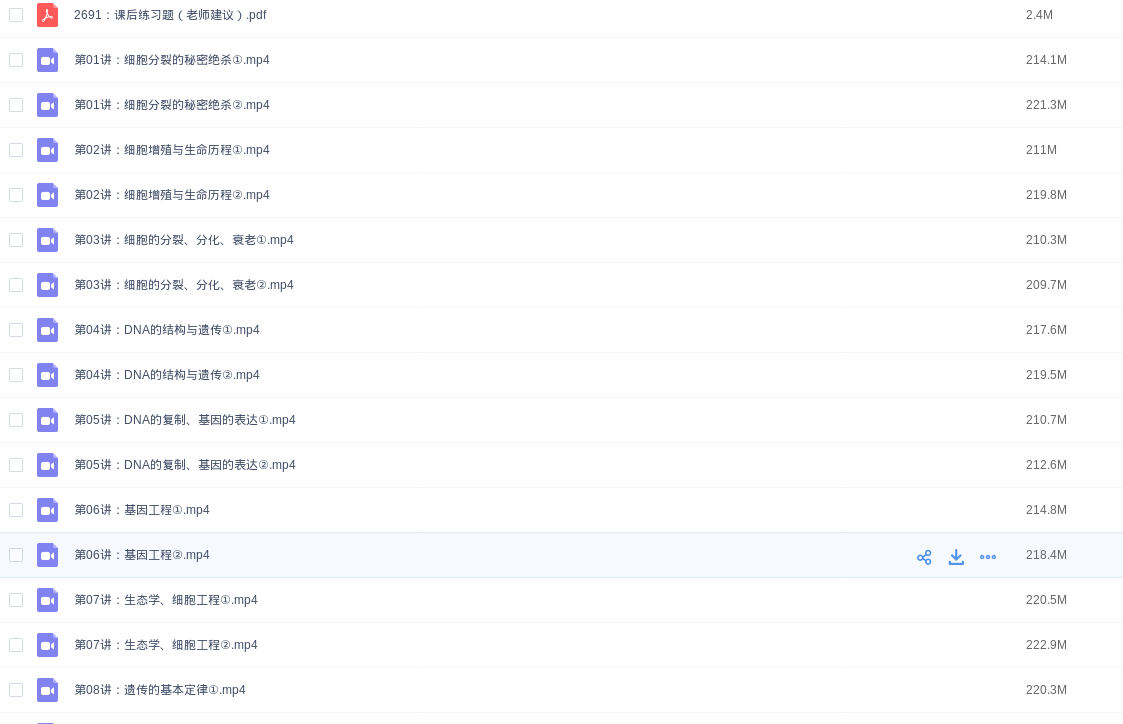 2691：课后练习题（老师建议）.pdf 2.4M
第01讲：细胞分裂的秘密绝杀①.mp4 214.1M
第01讲：细胞分裂的秘密绝杀②.mp4 221.3M
第02讲：细胞增殖与生命历程①.mp4 211M
第02讲：细胞增殖与生命历程②.mp4 219.8M
第03讲：细胞的分裂、分化、衰老①.mp4 210.3M
第03讲：细胞的分裂、分化、衰老②.mp4 209.7M
第04讲：DNA的结构与遗传①.mp4 217.6M
第04讲：DNA的结构与遗传②.mp4 219.5M
第05讲：DNA的复制、基因的表达①.mp4 210.7M
第05讲：DNA的复制、基因的表达②.mp4 212.6M
第06讲：基因工程①.mp4 214.8M
第06讲：基因工程②.mp4 218.4M
第07讲：生态学、细胞工程①.mp4 220.5M
第07讲：生态学、细胞工程②.mp4 222.9M
第08讲：遗传的基本定律①.mp4 220.3M